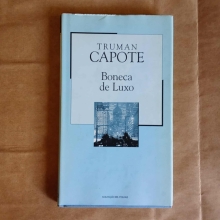 TRUMAN
CAPOTE
Boneca
de Luxo